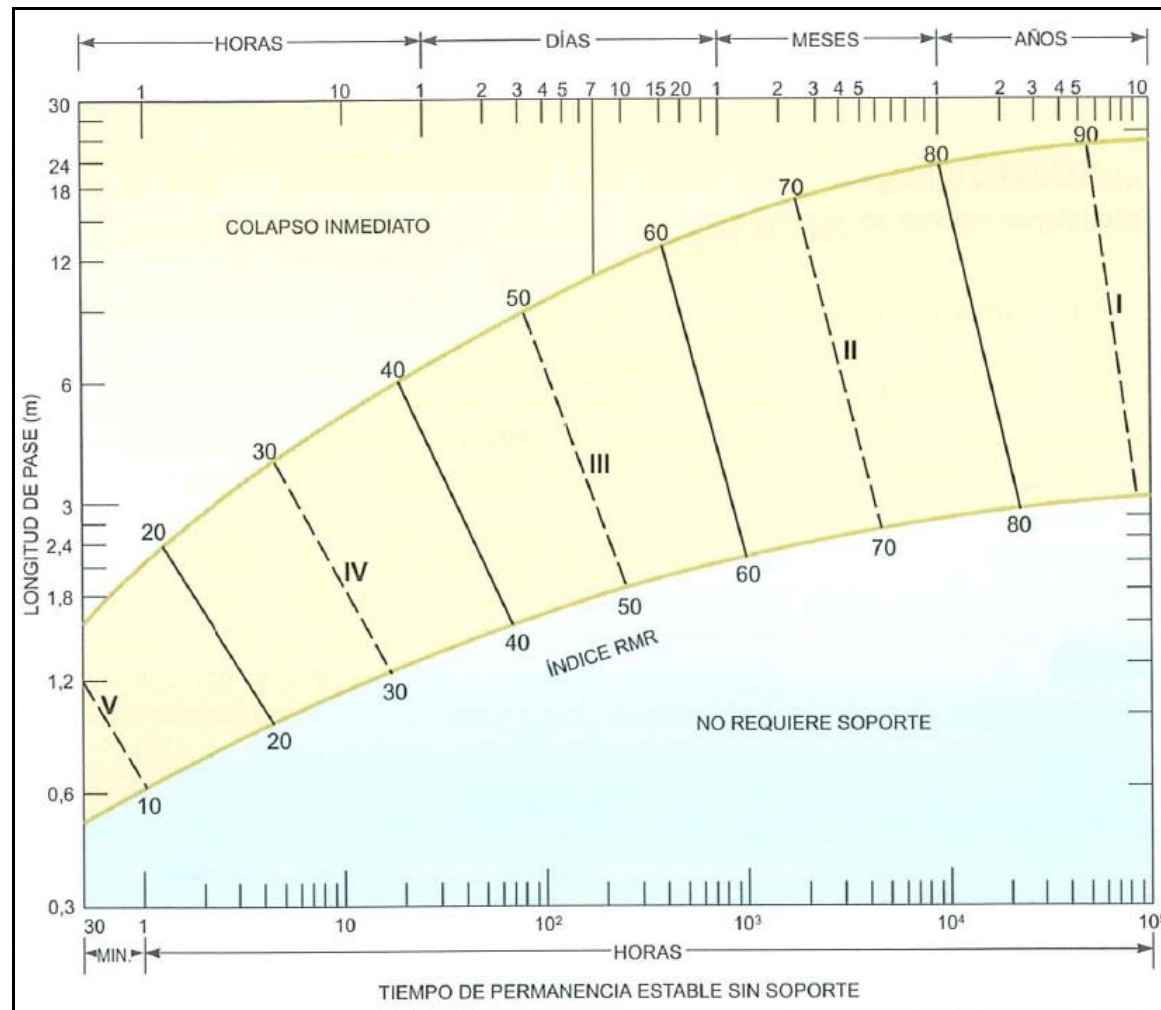 HORAS DÍAS MESES AÑOS
1 10 1 2 3 4 5 7 10 15 20 1 2 3 4 5 1 2 3 4 5 10
30
24
18
12
6
3
2,4
1,8
1,2
0,6
0,3
LONGITUD DE PASE (m)
COLAPSO INMEDIATO
20 30 40 50 60 70 80 90
V IV III II I
10 20 30 40 50 60 70 80
ÍNDICE RMR
NO REQUIERE SOPORTE
30 1 10 10² 10³ 10⁴
MIN. HORAS
TIEMPO DE PERMANENCIA ESTABLE SIN SOPORTE